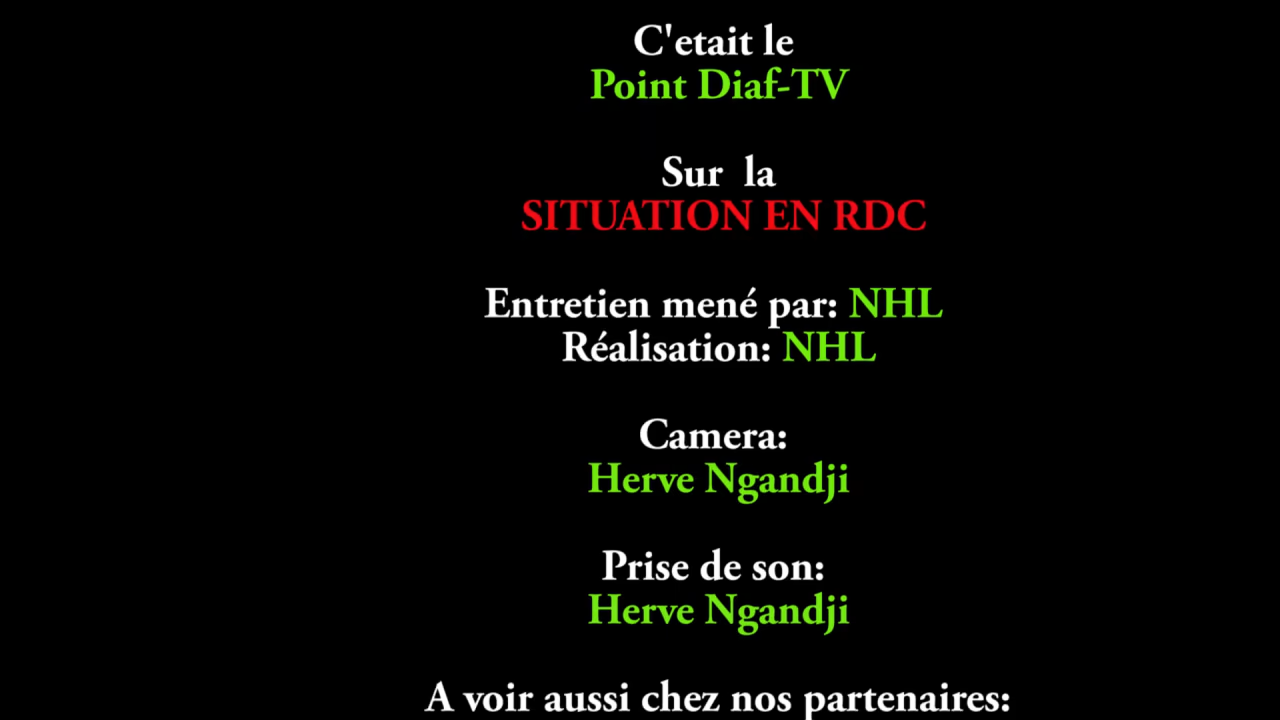 C'etait le
Point Diaf-TV
Sur la
SITUATION EN RDC
Entretien mené par: NHL
Réalisation: NHL
Camera:
Herve Ngandji
Prise de son:
Herve Ngandji
A voir aussi chez nos partenaires: